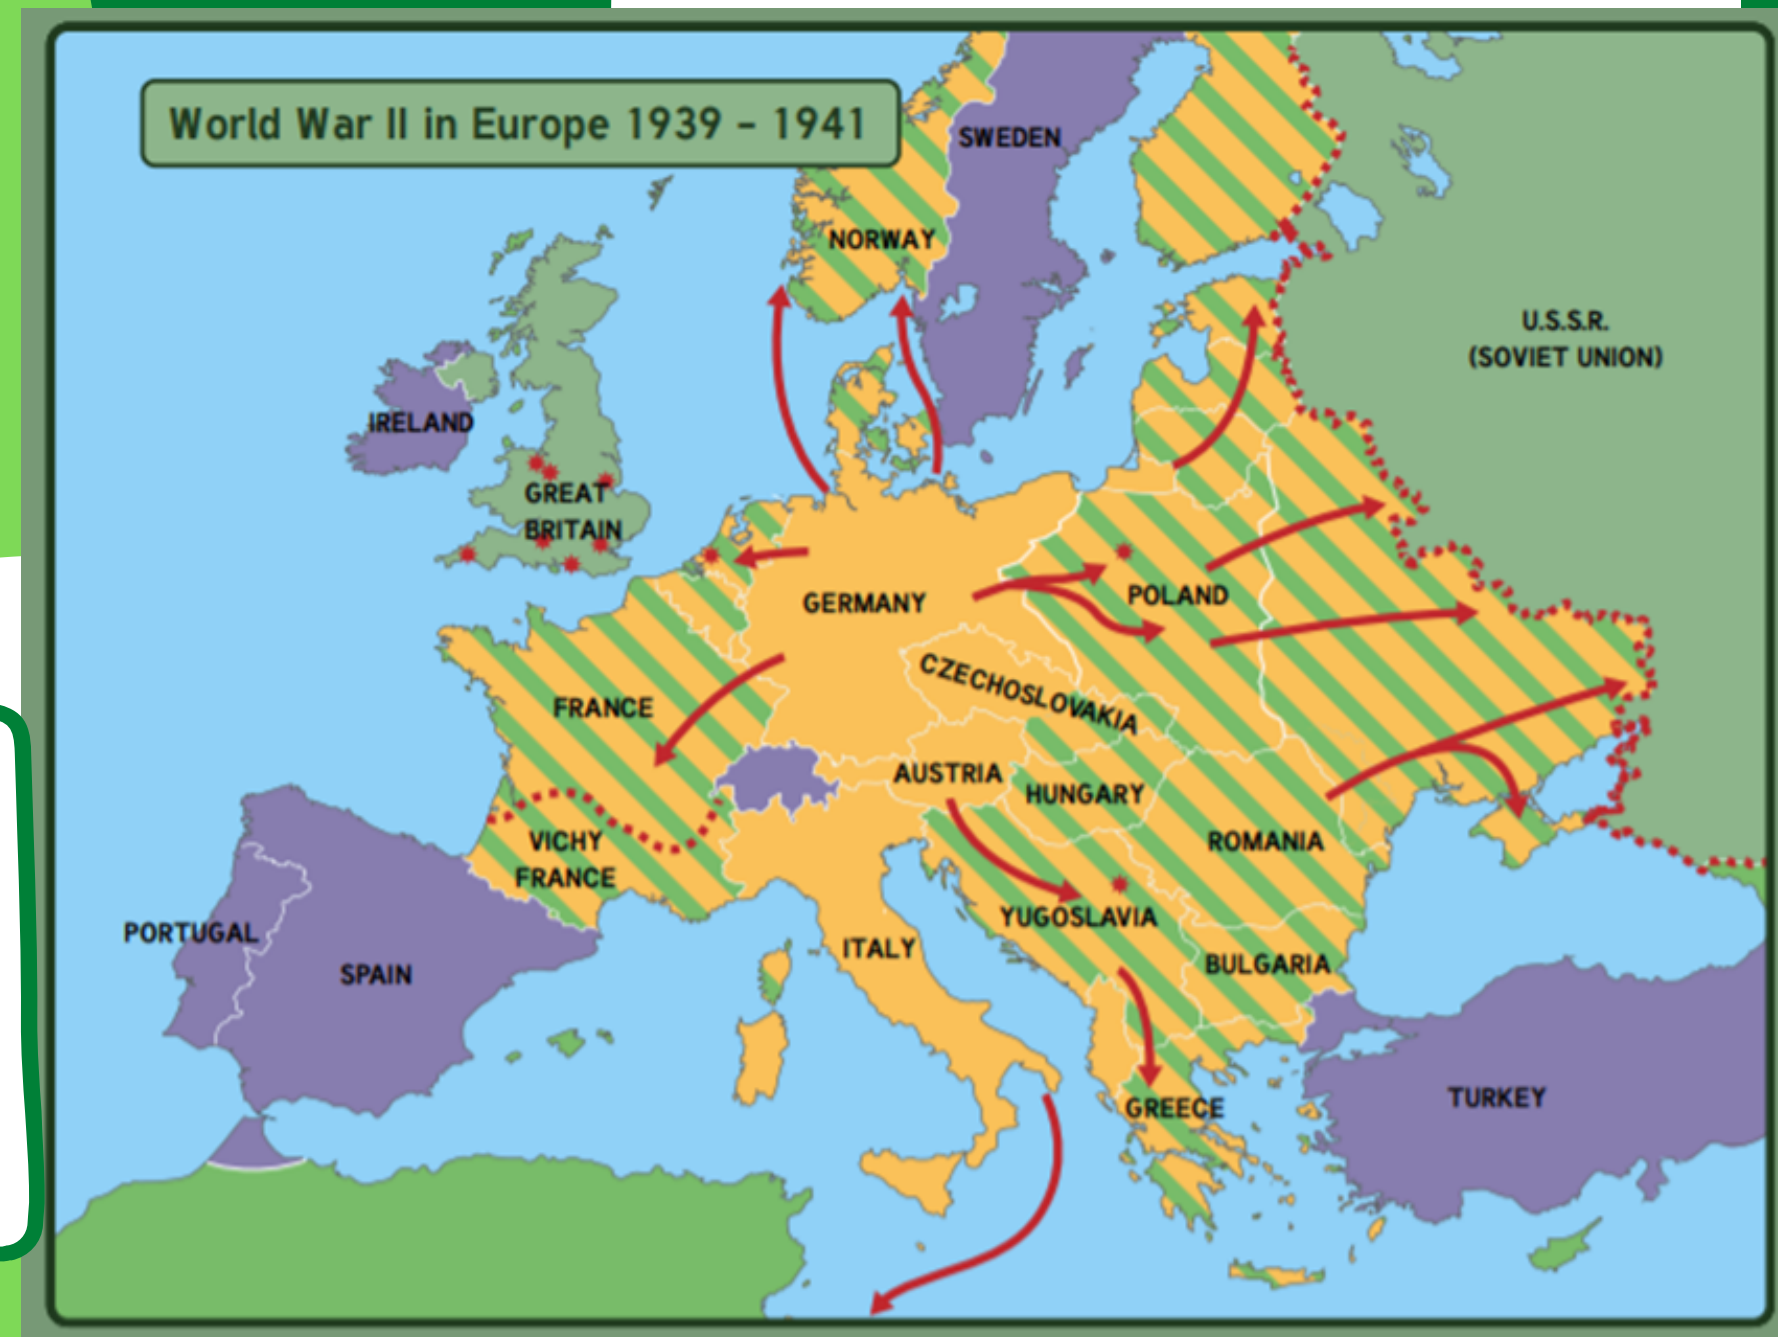 World War II in Europe 1939 – 1941
SWEDEN
NORWAY
U.S.S.R.
(SOVIET UNION)
IRELAND
GREAT
BRITAIN
GERMANY
POLAND
CZECHOSLOVAKIA
FRANCE
AUSTRIA
HUNGARY
VICHY
FRANCE
ROMANIA
PORTUGAL
SPAIN
ITALY
YUGOSLAVIA
BULGARIA
GREECE
TURKEY